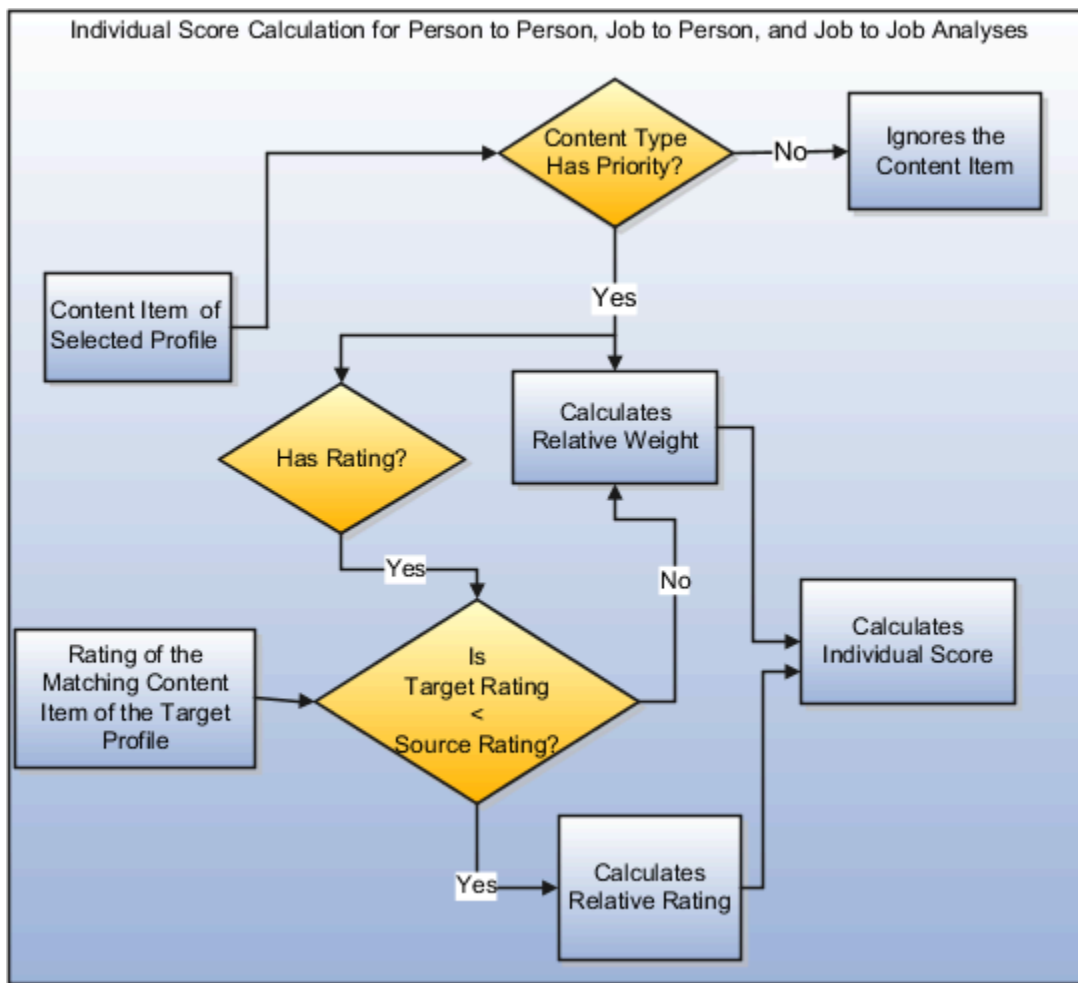 Individual Score Calculation for Person to Person, Job to Person, and Job to Job Analyses
Content Type
Has Priority?
No
Ignores the
Content Item
Content Item of
Selected Profile
Yes
Has Rating?
Calculates
Relative Weight
Yes
No
Rating of the
Matching Content
Item of the Target
Profile
Is
Target Rating
<
Source Rating?
Calculates
Individual Score
Yes
Calculates
Relative Rating